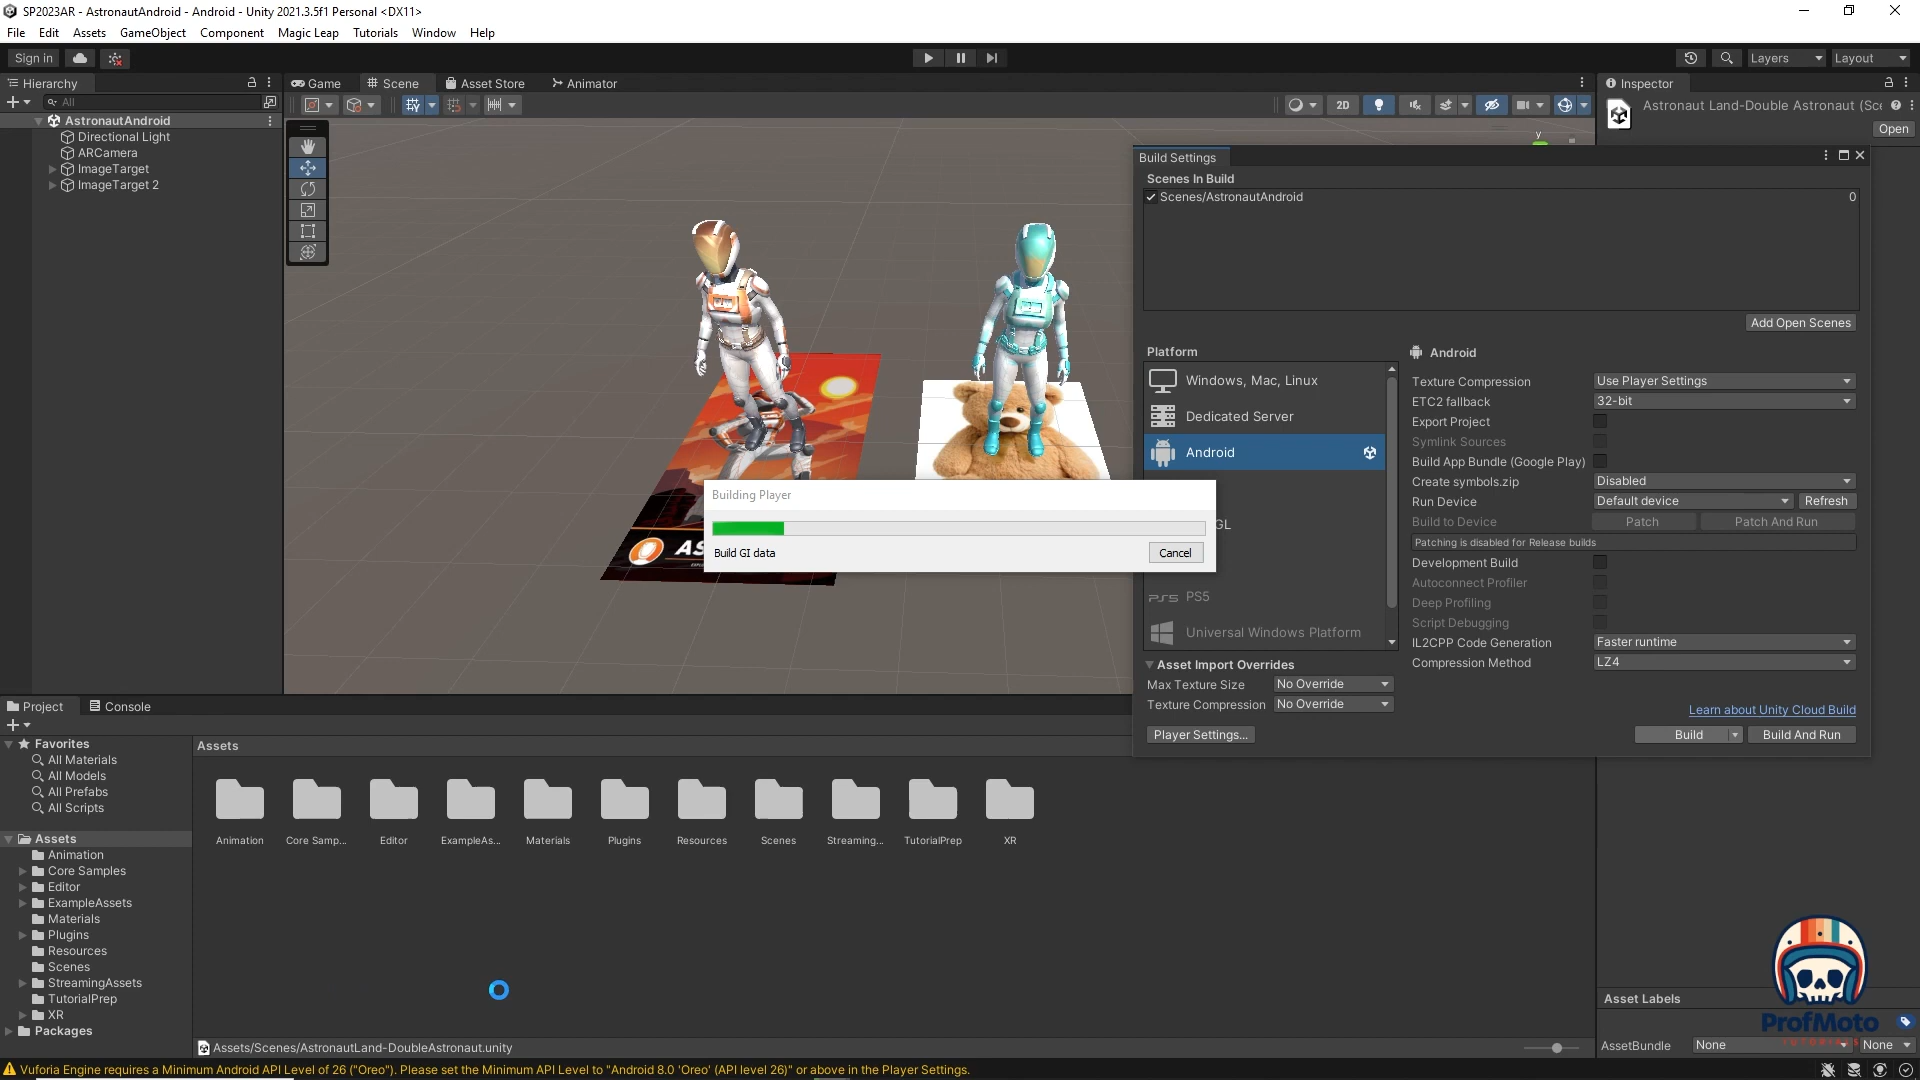 SP2023AR - AstronautAndroid - Android - Unity 2021.3.5f1 Personal <DX11>
File Edit Assets GameObject Component Magic Leap Tutorials Window Help
Sign in
Layers
Layout
Hierarchy
All
AstronautAndroid
Directional Light
ARCamera
ImageTarget
ImageTarget 2
Game
Scene
Asset Store
Animator
2D
y
Inspector
Astronaut Land-Double Astronaut (Sc
Open
Build Settings
Scenes In Build
Scenes/AstronautAndroid 0
Add Open Scenes
Platform
Windows, Mac, Linux
Dedicated Server
Android
GL
PS5
Universal Windows Platform
Android
Texture Compression Use Player Settings
ETC2 fallback 32-bit
Export Project
Symlink Sources
Build App Bundle (Google Play)
Create symbols.zip Disabled
Run Device Default device Refresh
Build to Device Patch Patch And Run
Patching is disabled for Release builds
Development Build
Autoconnect Profiler
Deep Profiling
Script Debugging
IL2CPP Code Generation Faster runtime
Compression Method LZ4
Asset Import Overrides
Max Texture Size No Override
Texture Compression No Override
Learn about Unity Cloud Build
Player Settings...
Build
Build And Run
Building Player
Build GI data
Cancel
Project
Console
Favorites
All Materials
All Models
All Prefabs
All Scripts
Assets
Animation
Core Samples
Editor
ExampleAssets
Materials
Plugins
Resources
Scenes
StreamingAssets
TutorialPrep
XR
Packages
Assets
Animation
Core Samp...
Editor
ExampleAs...
Materials
Plugins
Resources
Scenes
Streaming...
TutorialPrep
XR
Assets/Scenes/AstronautLand-DoubleAstronaut.unity
Asset Labels
ProfMoto
TUTORIALS
AssetBundle None None
Vuforia Engine requires a Minimum Android API Level of 26 ("Oreo"). Please set the Minimum API Level to "Android 8.0 'Oreo' (API level 26)" or above in the Player Settings.